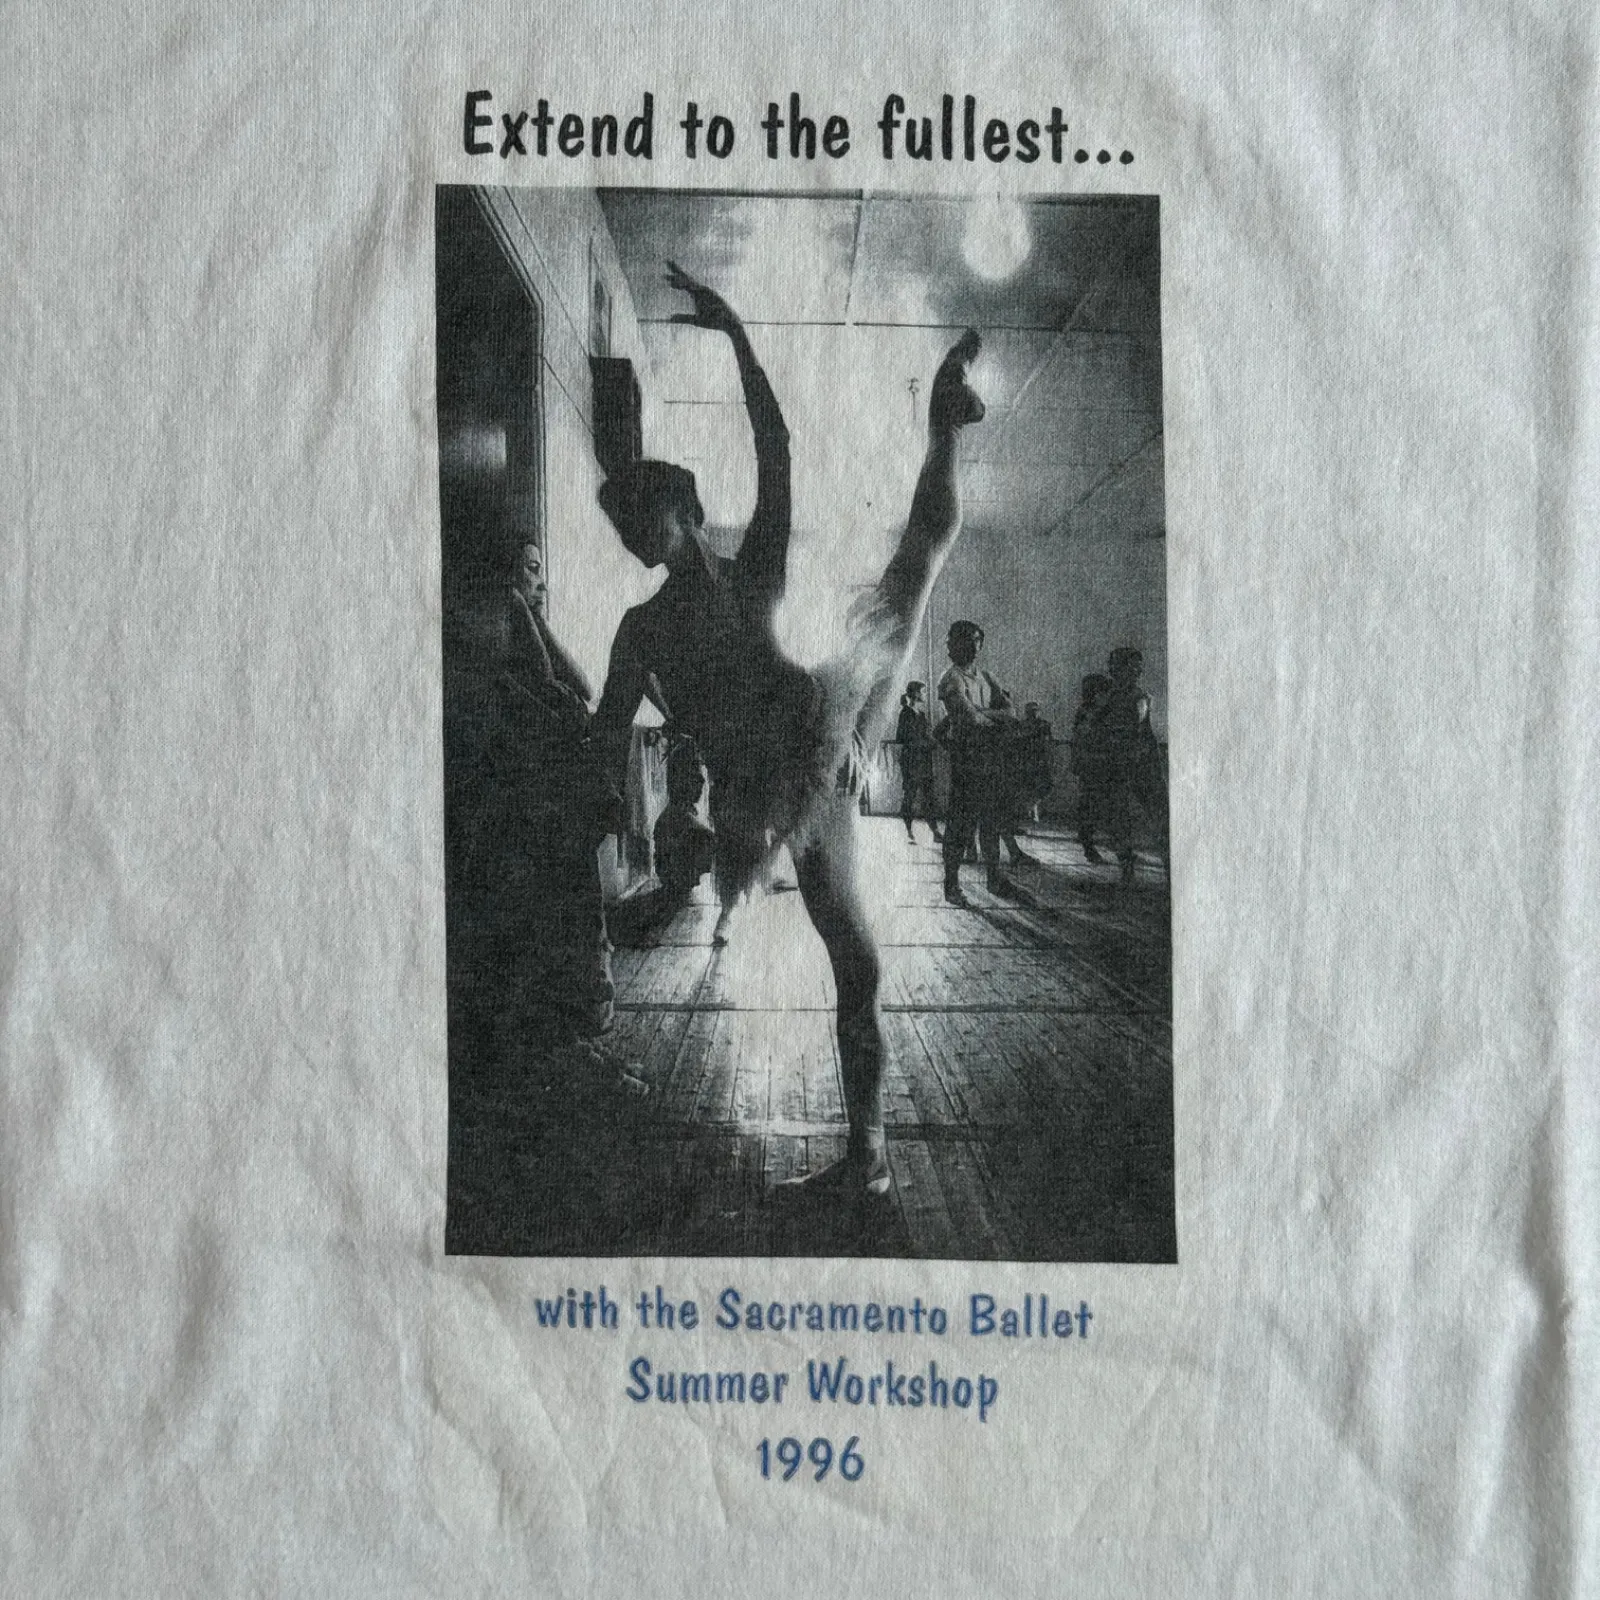 Extend to the fullest...
with the Sacramento Ballet
Summer Workshop
1996